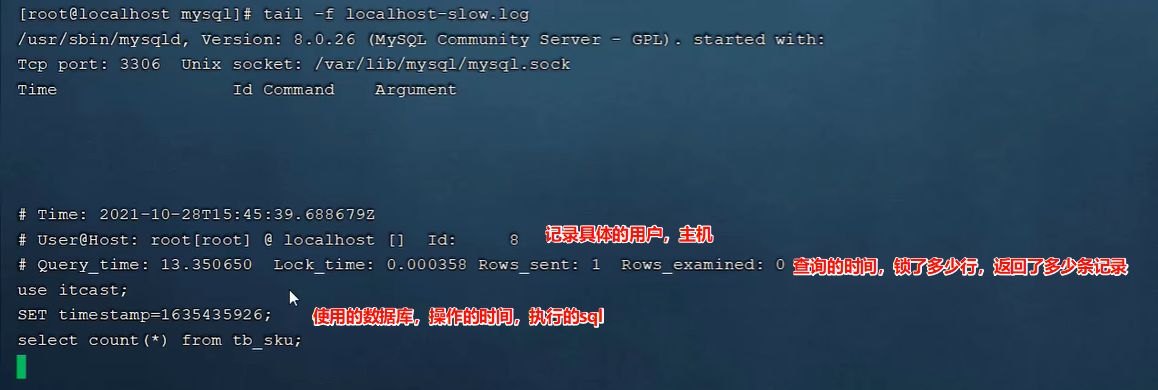 [root@localhost mysql]# tail -f localhost-slow.log
/usr/sbin/mysqld, Version: 8.0.26 (MySQL Community Server - GPL). started with:
Tcp port: 3306  Unix socket: /var/lib/mysql/mysql.sock
Time                 Id Command    Argument
# Time: 2021-10-28T15:45:39.688679Z
# User@Host: root[root] @ localhost []  Id:     8 记录具体的用户，主机
# Query_time: 13.350650  Lock_time: 0.000358 Rows_sent: 1  Rows_examined: 0 查询的时间，锁了多少行，返回了多少条记录
use itcast;
SET timestamp=1635435926; 使用的数据库，操作的时间，执行的sql
select count(*) from tb_sku;